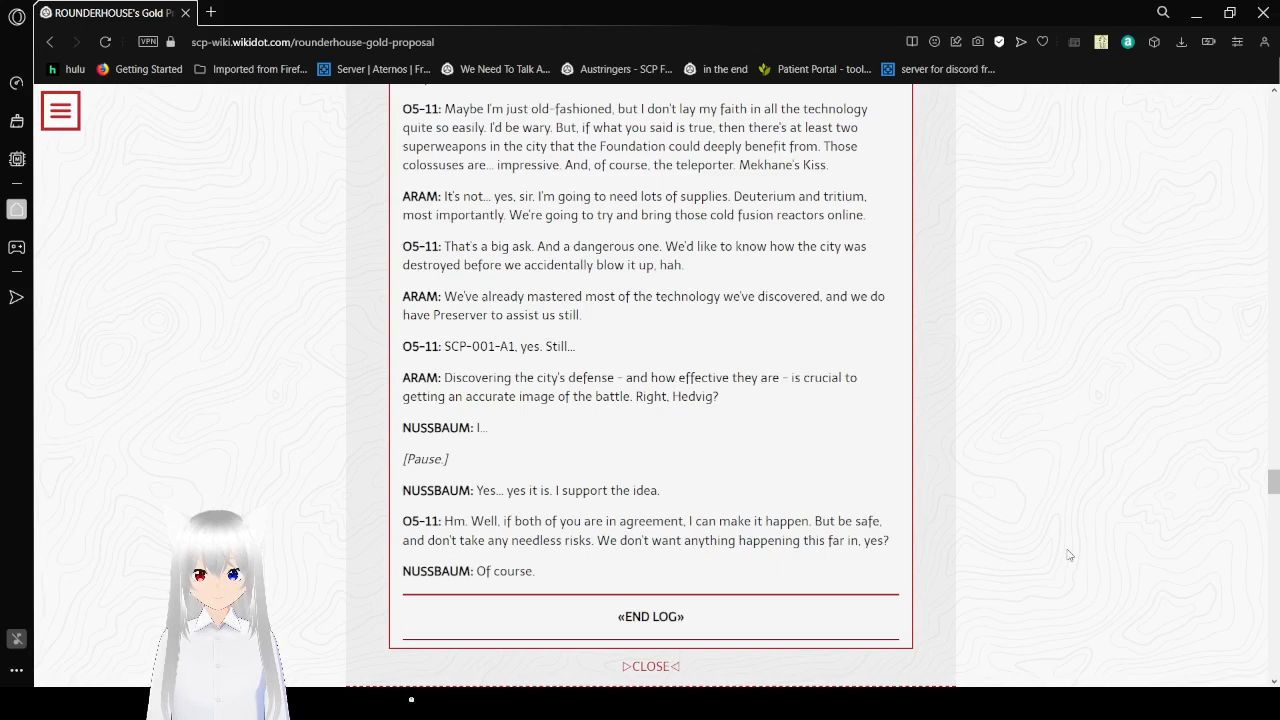 ROUNDERHOUSE's Gold P
VPN
scp-wiki.wikidot.com/rounderhouse-gold-proposal
hulu
Getting Started
Imported from Firef...
Server | Aternos | Fr...
We Need To Talk A...
Austringers - SCP F...
in the end
Patient Portal - tool...
server for discord fr...
O5-11: Maybe I'm just old-fashioned, but I don't lay my faith in all the technology
quite so easily. I'd be wary. But, if what you said is true, then there's at least two
superweapons in the city that the Foundation could deeply benefit from. Those
colossuses are... impressive. And, of course, the teleporter. Mekhane's Kiss.
ARAM: It's not... yes, sir. I'm going to need lots of supplies. Deuterium and tritium,
most importantly. We're going to try and bring those cold fusion reactors online.
O5-11: That's a big ask. And a dangerous one. We'd like to know how the city was
destroyed before we accidentally blow it up, hah.
ARAM: We've already mastered most of the technology we've discovered, and we do
have Preserver to assist us still.
O5-11: SCP-001-A1, yes. Still...
ARAM: Discovering the city's defense – and how effective they are – is crucial to
getting an accurate image of the battle. Right, Hedvig?
NUSSBAUM: I...
[Pause.]
NUSSBAUM: Yes... yes it is. I support the idea.
O5-11: Hm. Well, if both of you are in agreement, I can make it happen. But be safe,
and don't take any needless risks. We don't want anything happening this far in, yes?
NUSSBAUM: Of course.
«END LOG»
▷CLOSE◁